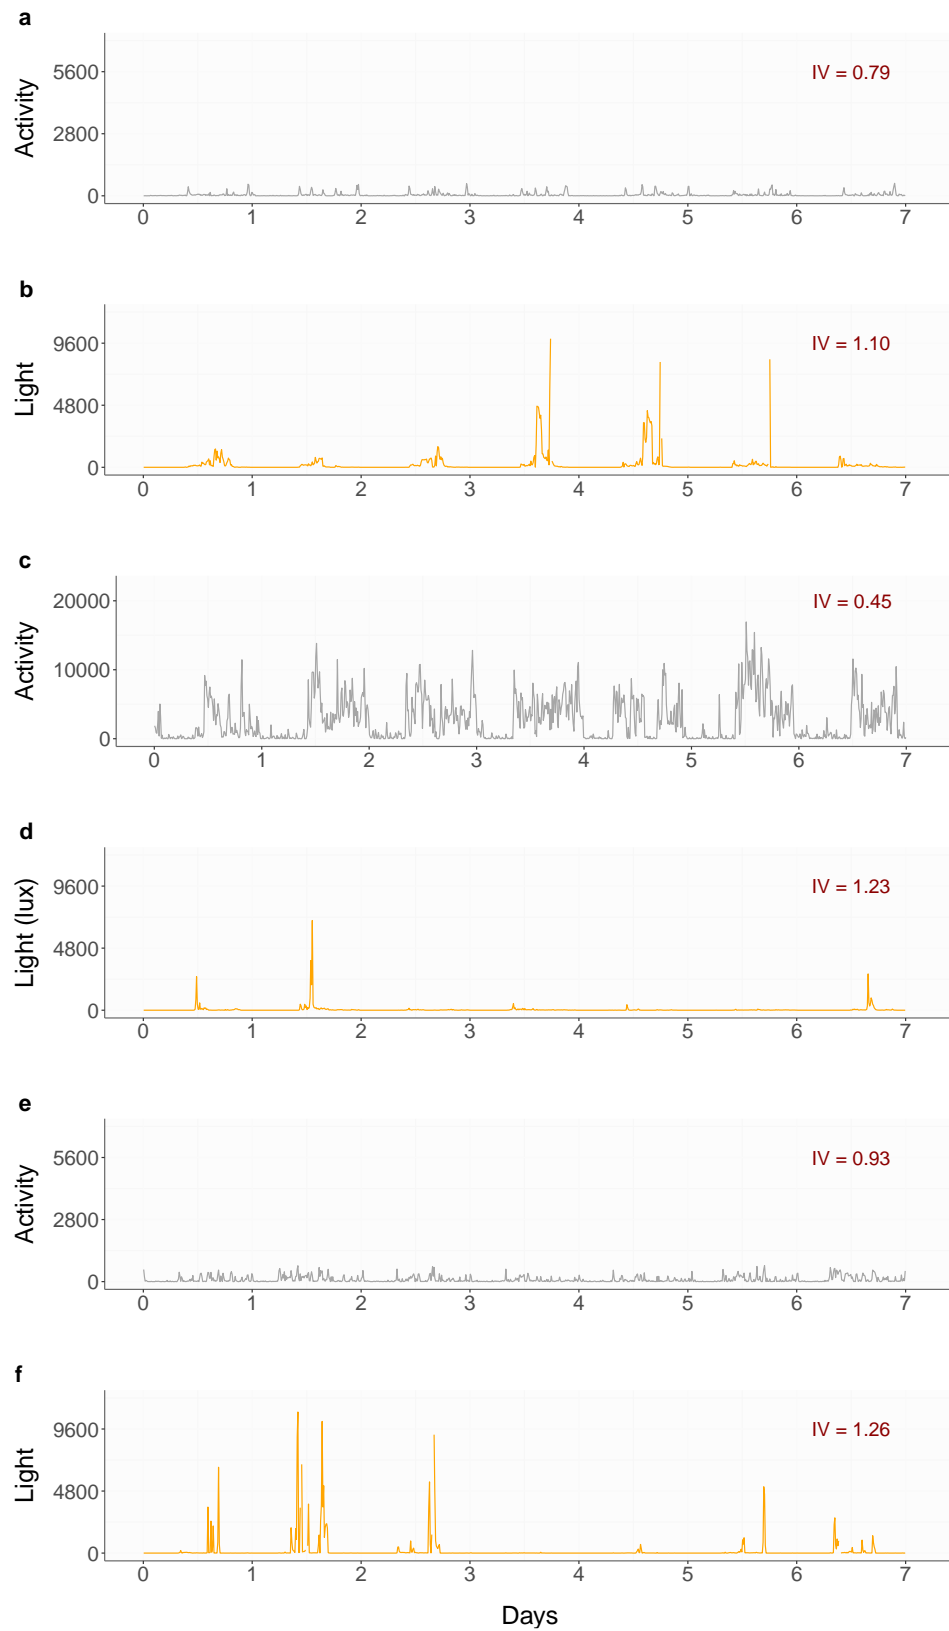 a
Activity
5600
2800
0
IV = 0.79
0 1 2 3 4 5 6 7
b
Light
9600
4800
0
IV = 1.10
0 1 2 3 4 5 6 7
c
Activity
20000
10000
0
IV = 0.45
0 1 2 3 4 5 6 7
d
Light (lux)
9600
4800
0
IV = 1.23
0 1 2 3 4 5 6 7
e
Activity
5600
2800
0
IV = 0.93
0 1 2 3 4 5 6 7
f
Light
9600
4800
0
IV = 1.26
0 1 2 3 4 5 6 7
Days